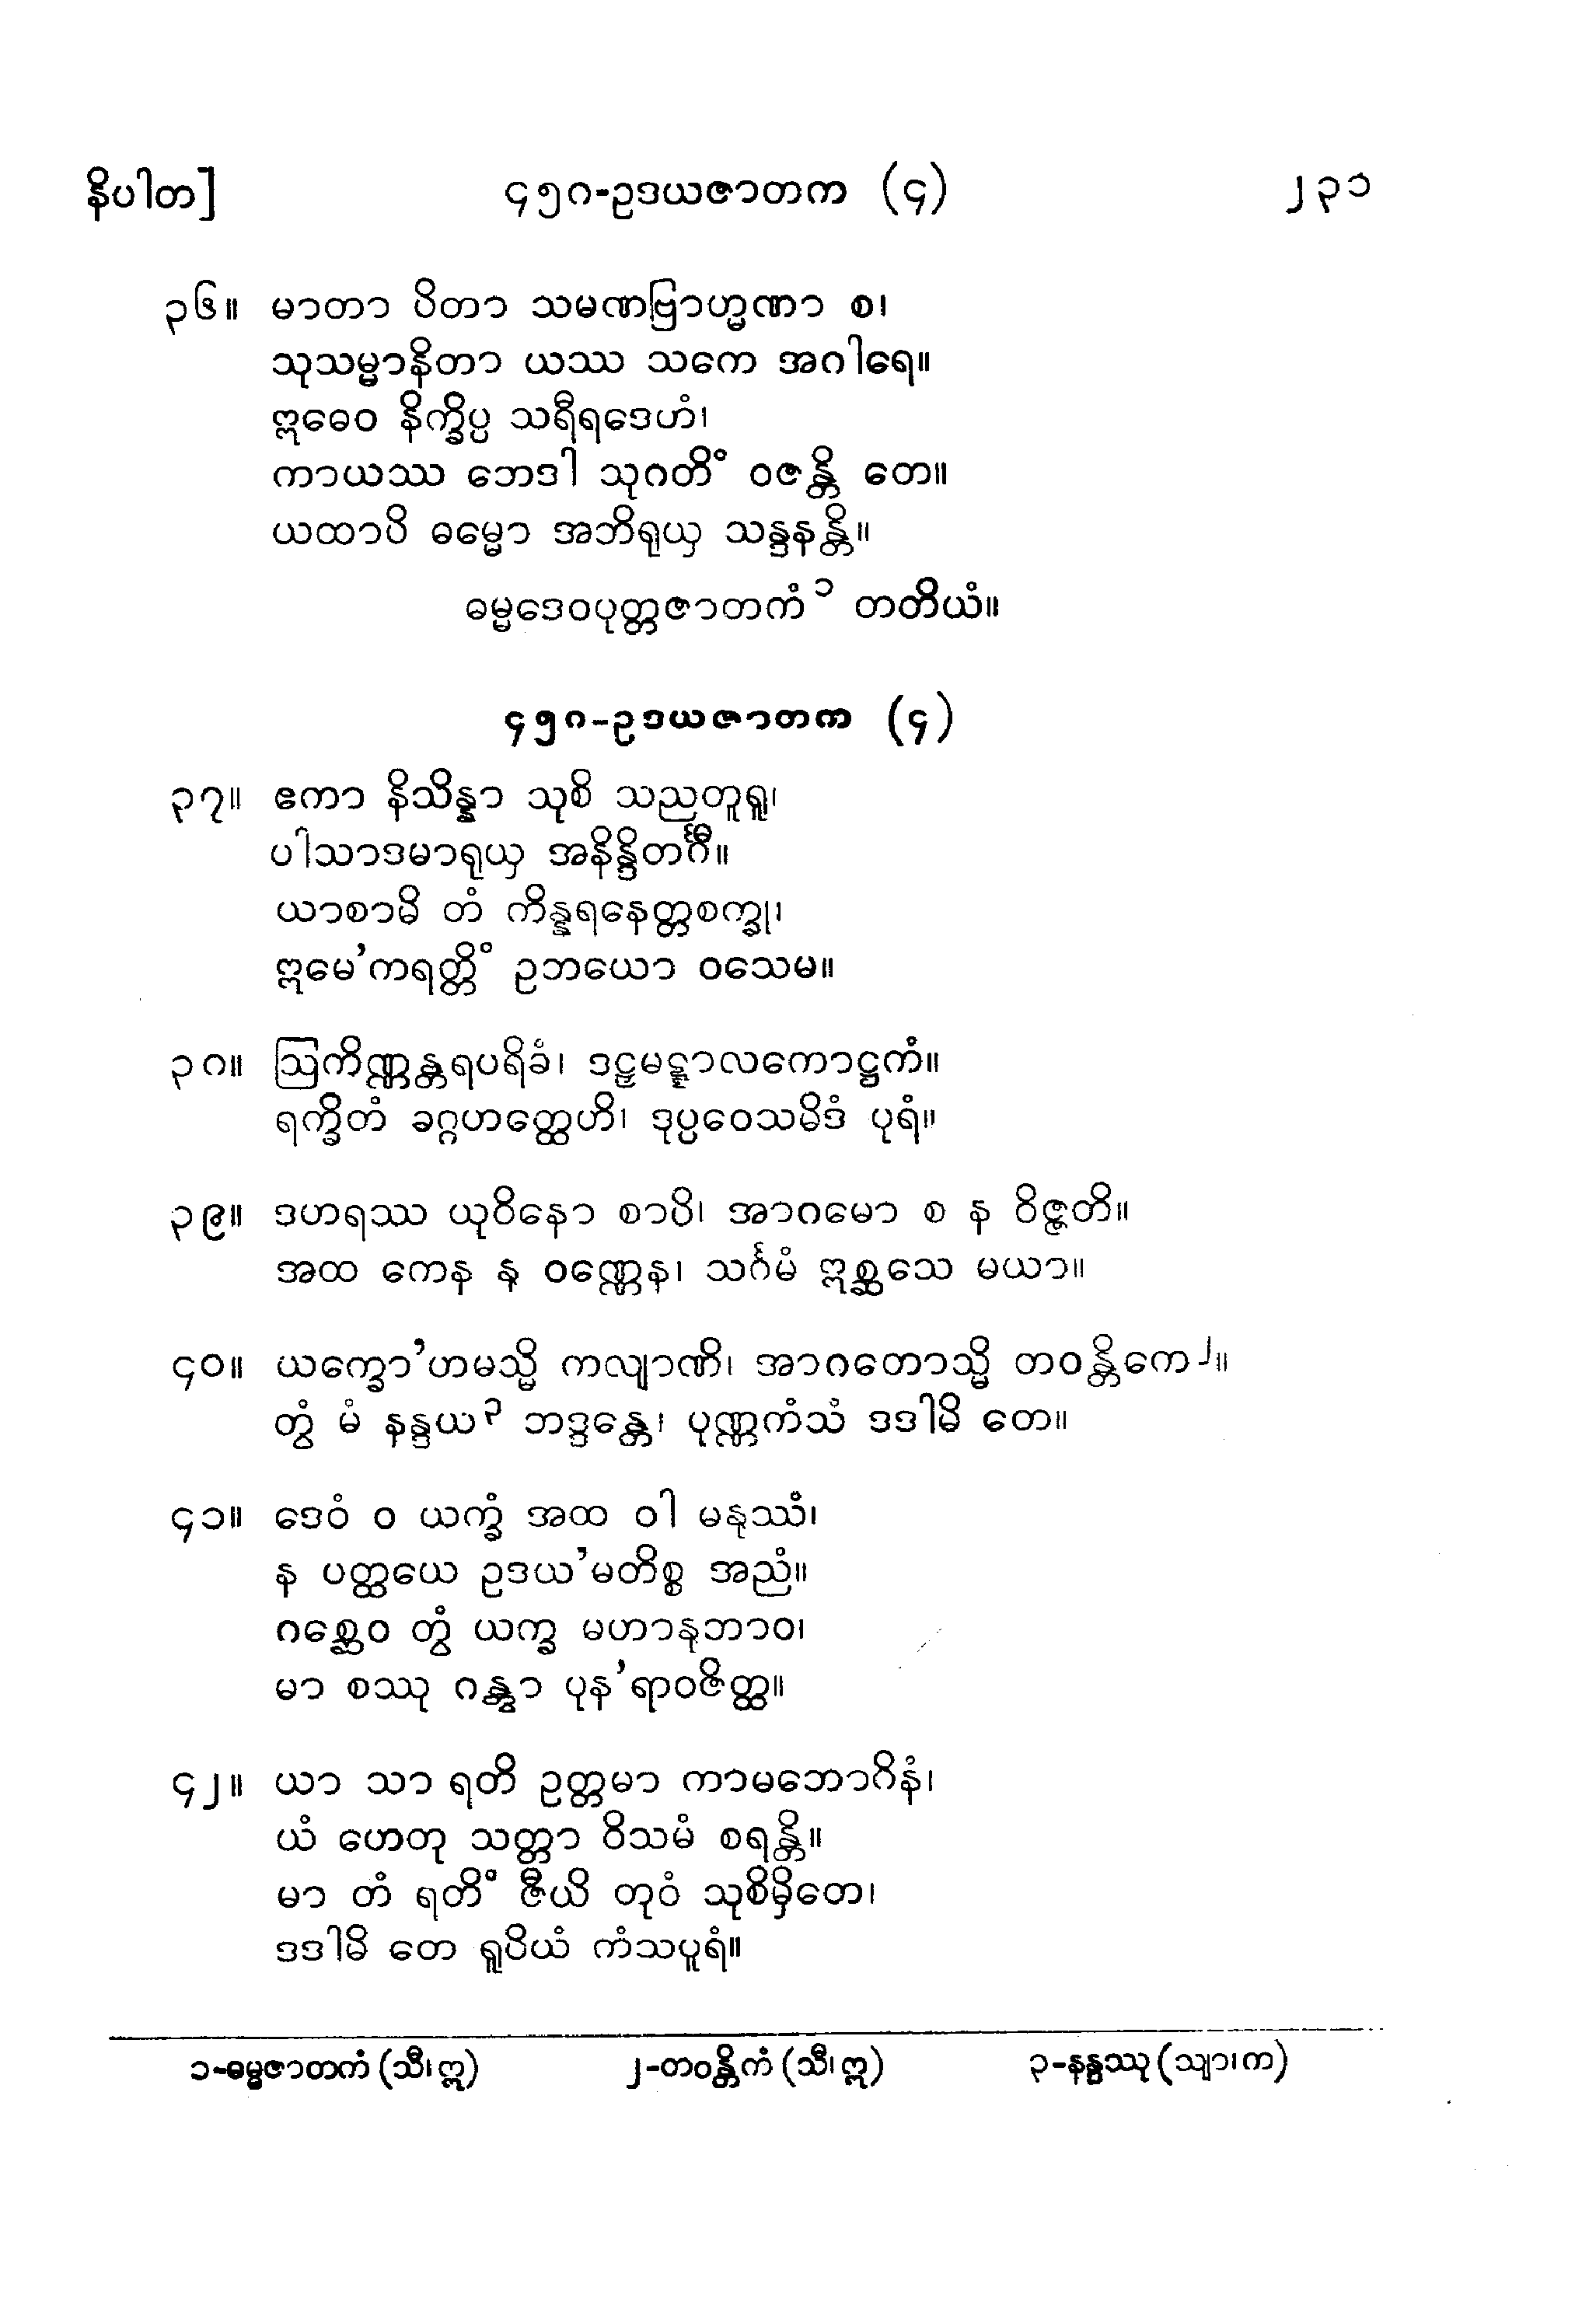 နိပါတ] ၄၅၈-ဥဒယဇာတက (၄) ၂၃၁
၃၆။ မာတာ ပိတာ သမဏဗြာဟ္မဏာ စ၊
သုသမ္မာနိတာ ယဿ သကေ အဂါရေ။
ဣဓေဝ နိက္ခိပ္ပ သရီရဒေဟံ၊
ကာယဿ ဘေဒါ သုဂတိံ ဝဇန္တိ တေ။
ယထာပိ ဓမ္မော အဘိရုယှ သန္ဒနန္တိ။
ဓမ္မဒေဝပုတ္တဇာတကံ၁ တတိယံ။
၄၅၈-ဥဒယဇာတက (၄)
၃၇။ ဧကာ နိသိန္နာ သုစိ သညတူရူ၊
ပါသာဒမာရုယှ အနိန္ဒိတင်္ဂီ။
ယာစာမိ တံ ကိန္နရနေတ္တစက္ခု၊
ဣမေ’ကရတ္တိံ ဥဘယော ဝသေမ။
၃၈။ ဩကိဏ္ဏန္တရပရိခံ၊ ဒဠှမဋ္ဋာလကောဋ္ဌကံ။
ရက္ခိတံ ခဂ္ဂဟတ္ထေဟိ၊ ဒုပ္ပဝေသမိဒံ ပုရံ။
၃၉။ ဒဟရဿ ယုဝိနော စာပိ၊ အာဂမော စ န ဝိဇ္ဇတိ။
အထ ကေန နု ဝဏ္ဏေန၊ သင်္ဂမံ ဣစ္ဆသေ မယာ။
၄၀။ ယက္ခော’ဟမသ္မိ ကလျာဏိ၊ အာဂတောသ္မိ တဝန္တိကေ၂။
တွံ မံ နန္ဒယ၃ ဘဒ္ဒန္တေ၊ ပုဏ္ဏကံသံ ဒဒါမိ တေ။
၄၁။ ဒေဝံ ဝ ယက္ခံ အထ ဝါ မနုဿံ၊
န ပတ္ထယေ ဥဒယ’မတိစ္စ အညံ။
ဂစ္ဆေဝ တွံ ယက္ခ မဟာနုဘာဝ၊
မာ စဿု ဂန္တွာ ပုန’ရာဝဇိတ္ထ။
၄၂။ ယာ သာ ရတိ ဥတ္တမာ ကာမဘောဂိနံ၊
ယံ ဟေတု သတ္တာ ဝိသမံ စရန္တိ။
မာ တံ ရတိံ ဇီယိ တုဝံ သုစိမှိတေ၊
ဒဒါမိ တေ ရူပိယံ ကံသပူရံ။
၁-ဓမ္မဇာတကံ (သီ၊ဣ) ၂-တဝန္တိကံ (သီ၊ဣ) ၃-နန္ဒဿု (သျာ၊က)